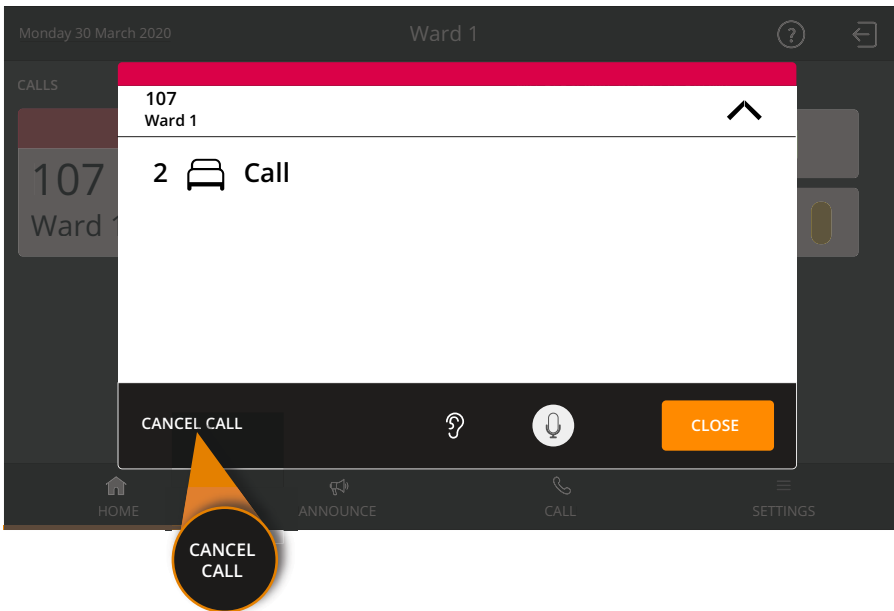 Monday 30 March 2020
Ward 1
?
CALLS
107
Ward 1
107
Ward 1
2 Call
CANCEL CALL
CLOSE
HOME
ANNOUNCE
CALL
SETTINGS
CANCEL
CALL